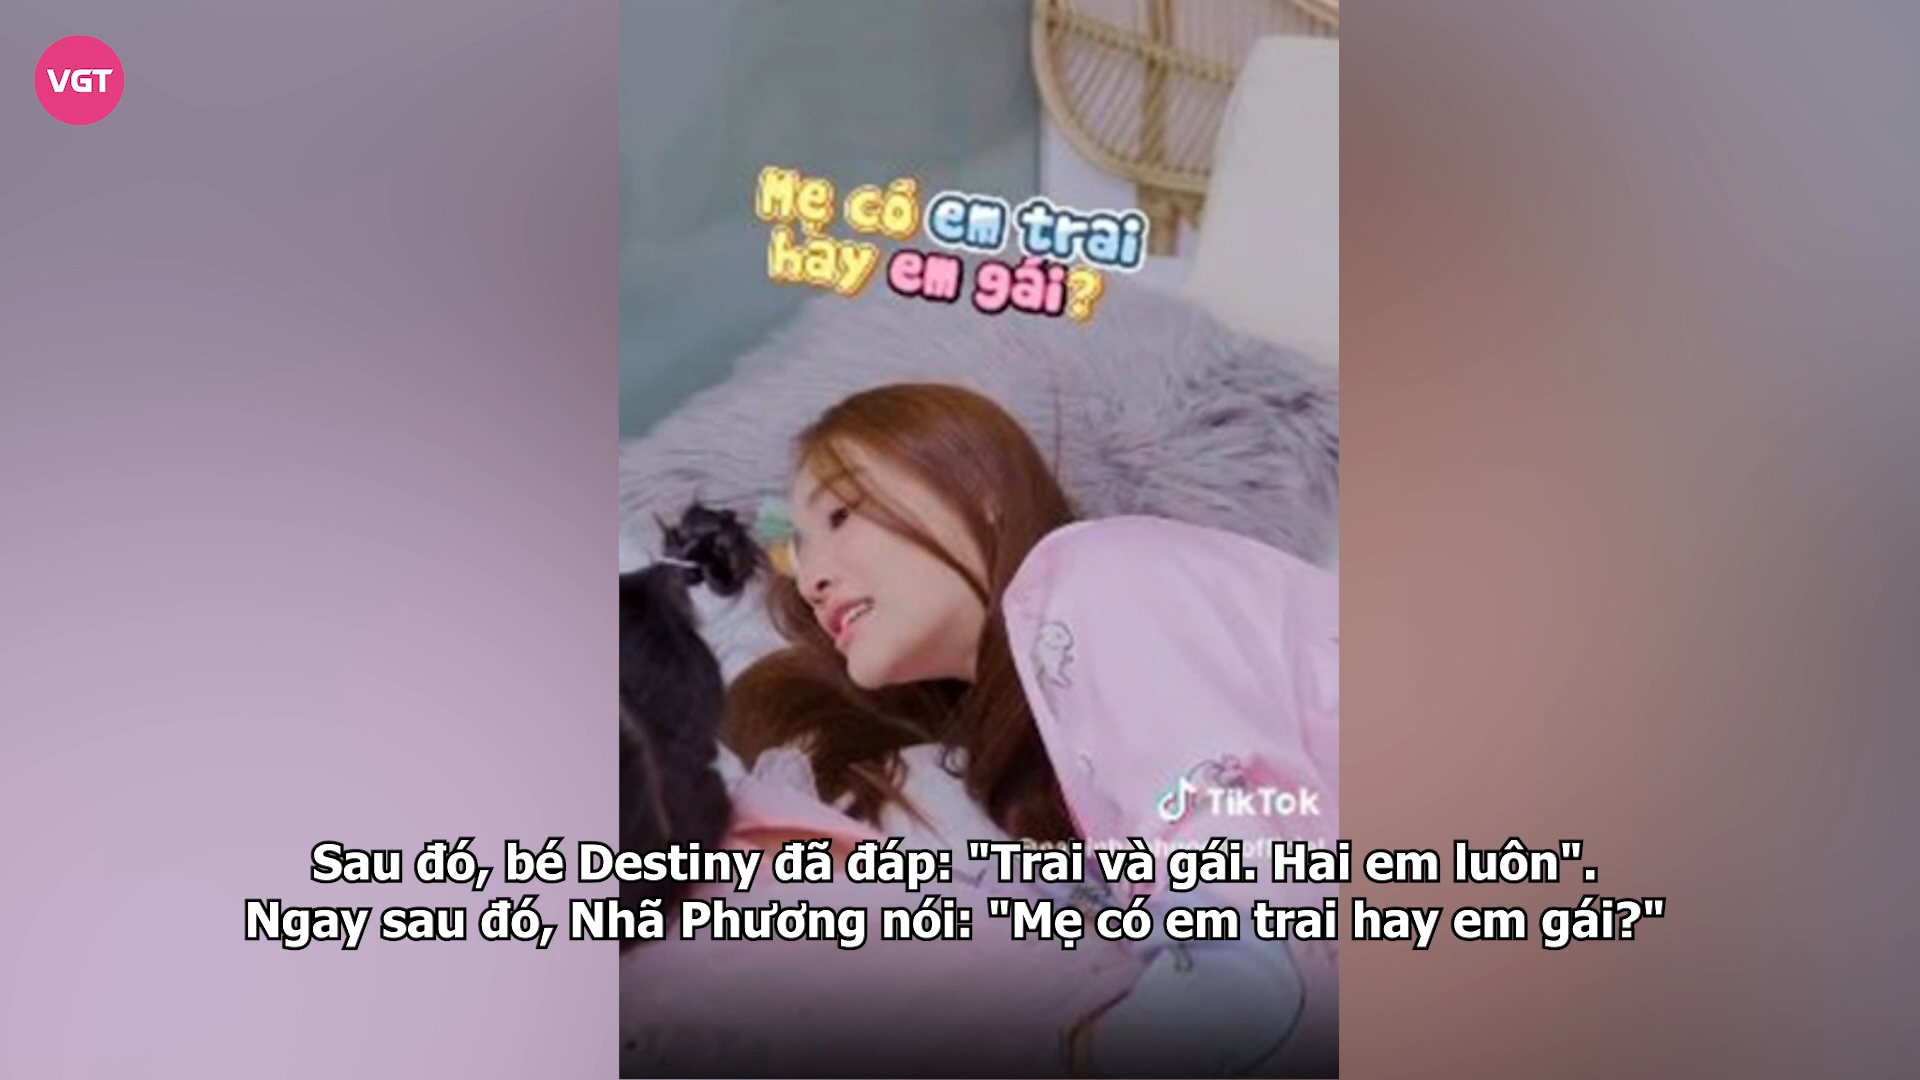 VGT
Mẹ có em trai
hay em gái?
TikTok
Sau đó, bé Destiny đã đáp: "Trai và gái. Hai em luôn".
Ngay sau đó, Nhã Phương nói: "Mẹ có em trai hay em gái?"